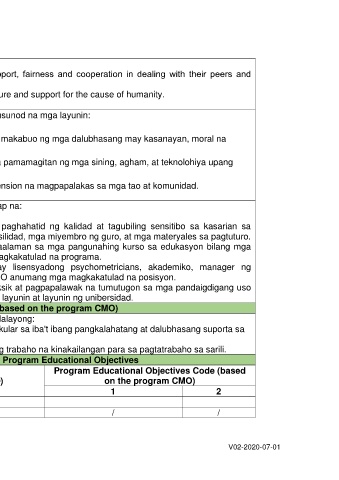 port, fairness and cooperation in dealing with their peers and
ure and support for the cause of humanity.
usunod na mga layunin:
makabuo ng mga dalubhasang may kasanayan, moral na
pamamagitan ng mga sining, agham, at teknolohiya upang
ension na magpapalakas sa mga tao at komunidad.
ap na:
paghahatid ng kalidad at tagubiling sensitibo sa kasarian sa
silidad, mga miyembro ng guro, at mga materyales sa pagtuturo.
aalaman sa mga pangunahing kurso sa edukasyon bilang mga
agkakatulad na programa.
ay lisensyadong psychometricians, akademiko, manager ng
O anumang mga magkakatulad na posisyon.
ksik at pagpapalawak na tumutugon sa mga pandaigdigang uso
layunin at layunin ng unibersidad.
(based on the program CMO)
dalayong:
kular sa iba't ibang pangkalahatang at dalubhasang suporta sa
g trabaho na kinakailangan para sa pagtatrabaho sa sarili.
Program Educational Objectives
Program Educational Objectives Code (based
) on the program CMO)
1 2
/ /
V02-2020-07-01